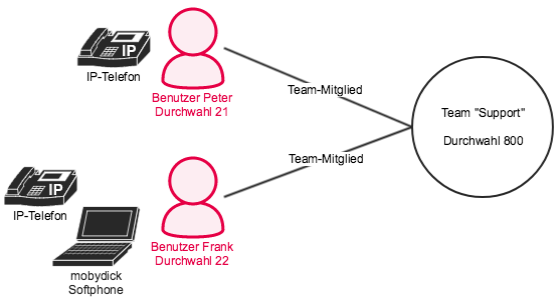 IP
IP-Telefon
Benutzer Peter
Durchwahl 21
Team-Mitglied
Team "Support"
Durchwahl 800
Team-Mitglied
IP
IP-Telefon
Benutzer Frank
Durchwahl 22
mobydick
Softphone